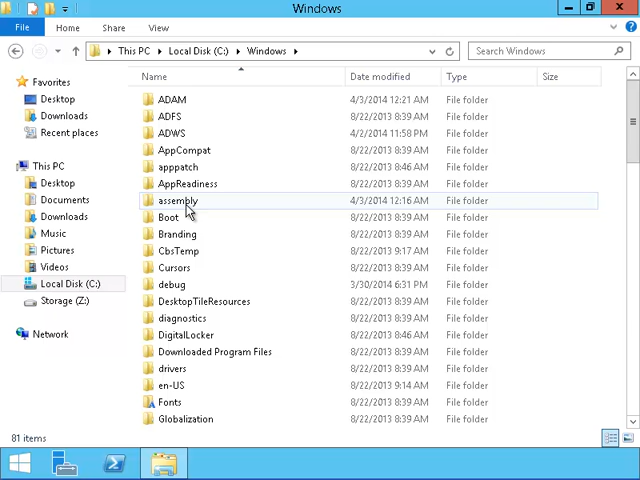 Windows
File Home Share View
This PC Local Disk (C:) Windows Search Windows
Name Date modified Type Size
Favorites
Desktop
Downloads
Recent places
This PC
Desktop
Documents
Downloads
Music
Pictures
Videos
Local Disk (C:)
Storage (Z:)
Network
ADAM 4/3/2014 12:21 AM File folder
ADFS 8/22/2013 8:39 AM File folder
ADWS 4/2/2014 11:58 PM File folder
AppCompat 8/22/2013 8:39 AM File folder
apppatch 8/22/2013 8:46 AM File folder
AppReadiness 8/22/2013 8:39 AM File folder
assembly 4/3/2014 12:16 AM File folder
Boot 8/22/2013 8:39 AM File folder
Branding 8/22/2013 8:39 AM File folder
CbsTemp 8/22/2013 9:17 AM File folder
Cursors 8/22/2013 8:39 AM File folder
debug 3/30/2014 6:31 PM File folder
DesktopTileResources 8/22/2013 8:39 AM File folder
diagnostics 8/22/2013 8:39 AM File folder
DigitalLocker 8/22/2013 8:46 AM File folder
Downloaded Program Files 8/22/2013 8:39 AM File folder
drivers 8/22/2013 8:39 AM File folder
en-US 8/22/2013 9:14 AM File folder
Fonts 8/22/2013 8:39 AM File folder
Globalization 8/22/2013 8:39 AM File folder
81 items